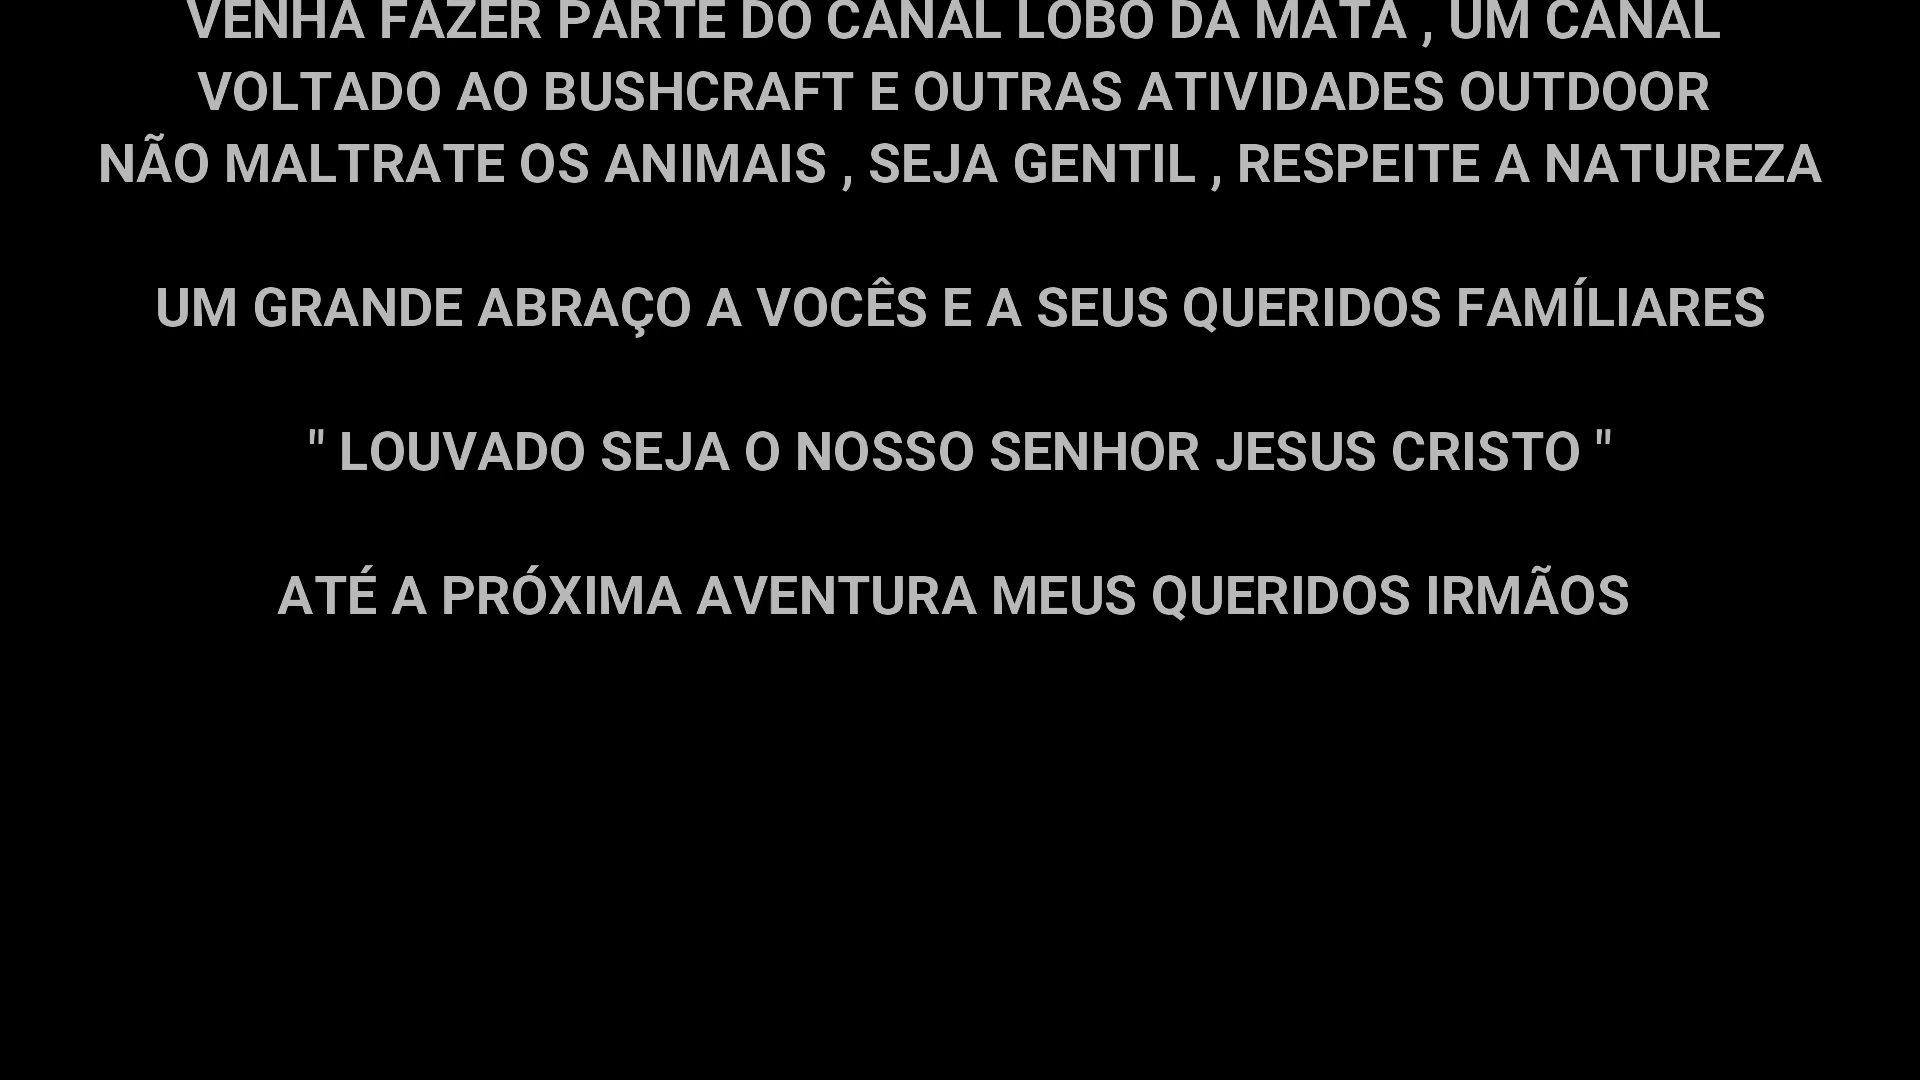 VENHA FAZER PARTE DO CANAL LOBO DA MATA , UM CANAL
VOLTADO AO BUSHCRAFT E OUTRAS ATIVIDADES OUTDOOR
NÃO MALTRATE OS ANIMAIS , SEJA GENTIL , RESPEITE A NATUREZA
UM GRANDE ABRAÇO A VOCÊS E A SEUS QUERIDOS FAMÍLIARES
" LOUVADO SEJA O NOSSO SENHOR JESUS CRISTO "
ATÉ A PRÓXIMA AVENTURA MEUS QUERIDOS IRMÃOS